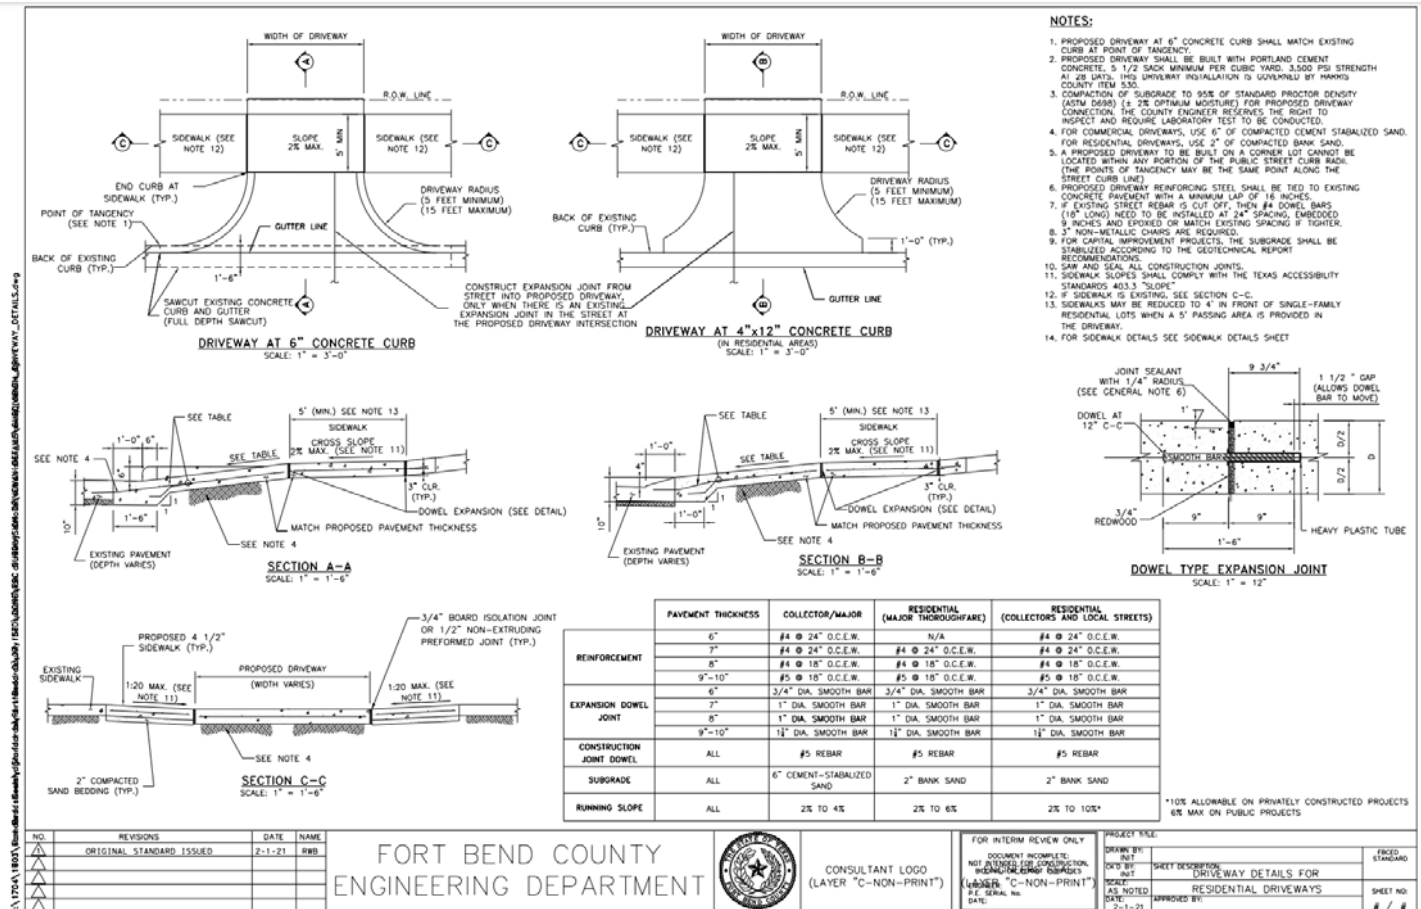 WIDTH OF DRIVEWAY
A
R.O.W. LINE
C
SIDEWALK (SEE
NOTE 12)
SLOPE
2% MAX.
5' MIN
SIDEWALK (SEE
NOTE 12)
C
END CURB AT
SIDEWALK (TYP.)
POINT OF TANGENCY
(SEE NOTE 1)
DRIVEWAY RADIUS
(5 FEET MINIMUM)
(15 FEET MAXIMUM)
GUTTER LINE
BACK OF EXISTING
CURB (TYP.)
1'-6"
SAWCUT EXISTING CONCRETE
CURB AND GUTTER
(FULL DEPTH SAWCUT)
A
CONSTRUCT EXPANSION JOINT FROM
STREET INTO PROPOSED DRIVEWAY,
ONLY WHEN THERE IS AN EXISTING
EXPANSION JOINT IN THE STREET AT
THE PROPOSED DRIVEWAY INTERSECTION
DRIVEWAY AT 6" CONCRETE CURB
SCALE: 1" = 3'-0"
WIDTH OF DRIVEWAY
B
R.O.W. LINE
C
SIDEWALK (SEE
NOTE 12)
SLOPE
2% MAX.
5' MIN
SIDEWALK (SEE
NOTE 12)
C
DRIVEWAY RADIUS
(5 FEET MINIMUM)
(15 FEET MAXIMUM)
BACK OF EXISTING
CURB (TYP.)
1'-0" (TYP.)
B
GUTTER LINE
DRIVEWAY AT 4"x12" CONCRETE CURB
(IN RESIDENTIAL AREAS)
SCALE: 1" = 3'-0"
NOTES:
1. PROPOSED DRIVEWAY AT 6" CONCRETE CURB SHALL MATCH EXISTING
CURB AT POINT OF TANGENCY.
2. PROPOSED DRIVEWAY SHALL BE BUILT WITH PORTLAND CEMENT
CONCRETE, 5 1/2 SACK MINIMUM PER CUBIC YARD. 3,500 PSI STRENGTH
AT 28 DAYS. THIS DRIVEWAY INSTALLATION IS GOVERNED BY HARRIS
COUNTY ITEM 530.
3. COMPACTION OF SUBGRADE TO 95% OF STANDARD PROCTOR DENSITY
(ASTM D698) (± 2% OPTIMUM MOISTURE) FOR PROPOSED DRIVEWAY
CONNECTION. THE COUNTY ENGINEER RESERVES THE RIGHT TO
INSPECT AND REQUIRE LABORATORY TEST TO BE CONDUCTED.
4. FOR COMMERCIAL DRIVEWAYS, USE 6" OF COMPACTED CEMENT STABALIZED SAND.
FOR RESIDENTIAL DRIVEWAYS, USE 2" OF COMPACTED BANK SAND.
5. A PROPOSED DRIVEWAY TO BE BUILT ON A CORNER LOT CANNOT BE
LOCATED WITHIN ANY PORTION OF THE PUBLIC STREET CURB RADII.
(THE POINTS OF TANGENCY MAY BE THE SAME POINT ALONG THE
STREET CURB LINE)
6. PROPOSED DRIVEWAY REINFORCING STEEL SHALL BE TIED TO EXISTING
CONCRETE PAVEMENT WITH A MINIMUM LAP OF 16 INCHES.
7. IF EXISTING STREET REBAR IS CUT OFF, THEN #4 DOWEL BARS
(18" LONG) NEED TO BE INSTALLED AT 24" SPACING, EMBEDDED
9 INCHES AND EPOXIED OR MATCH EXISTING SPACING IF TIGHTER.
8. 3" NON-METALLIC CHAIRS ARE REQUIRED.
9. FOR CAPITAL IMPROVEMENT PROJECTS, THE SUBGRADE SHALL BE
STABILIZED ACCORDING TO THE GEOTECHNICAL REPORT
RECOMMENDATIONS.
10. SAW AND SEAL ALL CONSTRUCTION JOINTS.
11. SIDEWALK SLOPES SHALL COMPLY WITH THE TEXAS ACCESSIBILITY
STANDARDS 403.3 "SLOPE"
12. IF SIDEWALK IS EXISTING, SEE SECTION C-C.
13. SIDEWALKS MAY BE REDUCED TO 4' IN FRONT OF SINGLE-FAMILY
RESIDENTIAL LOTS WHEN A 5' PASSING AREA IS PROVIDED IN
THE DRIVEWAY.
14. FOR SIDEWALK DETAILS SEE SIDEWALK DETAILS SHEET
SEE TABLE
5' (MIN.) SEE NOTE 13
SIDEWALK
CROSS SLOPE
2% MAX. (SEE NOTE 11)
1'-0" 6"
SEE NOTE 4
SEE TABLE
3" CLR.
(TYP.)
1
10"
1'-6"
DOWEL EXPANSION (SEE DETAIL)
MATCH PROPOSED PAVEMENT THICKNESS
SEE NOTE 4
EXISTING PAVEMENT
(DEPTH VARIES)
SECTION A-A
SCALE: 1" = 1'-6"
SEE TABLE
5' (MIN.) SEE NOTE 13
SIDEWALK
CROSS SLOPE
2% MAX. (SEE NOTE 11)
1'-0"
4"
SEE TABLE
3" CLR.
(TYP.)
1
10"
1'-0"
DOWEL EXPANSION (SEE DETAIL)
MATCH PROPOSED PAVEMENT THICKNESS
SEE NOTE 4
EXISTING PAVEMENT
(DEPTH VARIES)
SECTION B-B
SCALE: 1" = 1'-6"
JOINT SEALANT
WITH 1/4" RADIUS
(SEE GENERAL NOTE 6)
9 3/4"
1 1/2 " GAP
(ALLOWS DOWEL
BAR TO MOVE)
DOWEL AT
12" C-C
1"
SMOOTH BAR
D/2
D/2
D
3/4"
REDWOOD
9"
9"
HEAVY PLASTIC TUBE
1'-6"
DOWEL TYPE EXPANSION JOINT
SCALE: 1" = 12"
3/4" BOARD ISOLATION JOINT
OR 1/2" NON-EXTRUDING
PREFORMED JOINT (TYP.)
PROPOSED 4 1/2"
SIDEWALK (TYP.)
EXISTING
SIDEWALK
PROPOSED DRIVEWAY
(WIDTH VARIES)
1:20 MAX. (SEE
NOTE 11)
1:20 MAX. (SEE
NOTE 11)
SEE NOTE 4
2" COMPACTED
SAND BEDDING (TYP.)
SECTION C-C
SCALE: 1" = 1'-6"
PAVEMENT THICKNESS COLLECTOR/MAJOR RESIDENTIAL (MAJOR THOROUGHFARE) RESIDENTIAL (COLLECTORS AND LOCAL STREETS)
REINFORCEMENT
6" #4 @ 24" O.C.E.W. N/A #4 @ 24" O.C.E.W.
7" #4 @ 24" O.C.E.W. #4 @ 24" O.C.E.W. #4 @ 24" O.C.E.W.
8" #4 @ 18" O.C.E.W. #4 @ 18" O.C.E.W. #4 @ 18" O.C.E.W.
9"-10" #5 @ 18" O.C.E.W. #5 @ 18" O.C.E.W. #5 @ 18" O.C.E.W.
EXPANSION DOWEL JOINT
6" 3/4" DIA. SMOOTH BAR 3/4" DIA. SMOOTH BAR 3/4" DIA. SMOOTH BAR
7" 1" DIA. SMOOTH BAR 1" DIA. SMOOTH BAR 1" DIA. SMOOTH BAR
8" 1" DIA. SMOOTH BAR 1" DIA. SMOOTH BAR 1" DIA. SMOOTH BAR
9"-10" 1¼" DIA. SMOOTH BAR 1¼" DIA. SMOOTH BAR 1¼" DIA. SMOOTH BAR
CONSTRUCTION JOINT DOWEL ALL #5 REBAR #5 REBAR #5 REBAR
SUBGRADE ALL 6" CEMENT-STABALIZED SAND 2" BANK SAND 2" BANK SAND
RUNNING SLOPE ALL 2% TO 4% 2% TO 6% 2% TO 10%*
*10% ALLOWABLE ON PRIVATELY CONSTRUCTED PROJECTS
6% MAX ON PUBLIC PROJECTS
NO. REVISIONS DATE NAME
1 ORIGINAL STANDARD ISSUED 2-1-21 RWB
FORT BEND COUNTY
ENGINEERING DEPARTMENT
THE STATE OF TEXAS
FORT BEND COUNTY
CONSULTANT LOGO
(LAYER "C-NON-PRINT")
FOR INTERIM REVIEW ONLY
DOCUMENT INCOMPLETE:
NOT INTENDED FOR CONSTRUCTION,
(LAYER "C-NON-PRINT")
P.E. SERIAL No.
DATE:
PROJECT TITLE:
DRAWN BY:
INIT
CK'D BY:
INIT
SCALE:
AS NOTED
DATE:
2-1-21
SHEET DESCRIPTION:
DRIVEWAY DETAILS FOR
RESIDENTIAL DRIVEWAYS
APPROVED BY:
FBCED
STANDARD
SHEET NO:
# / #